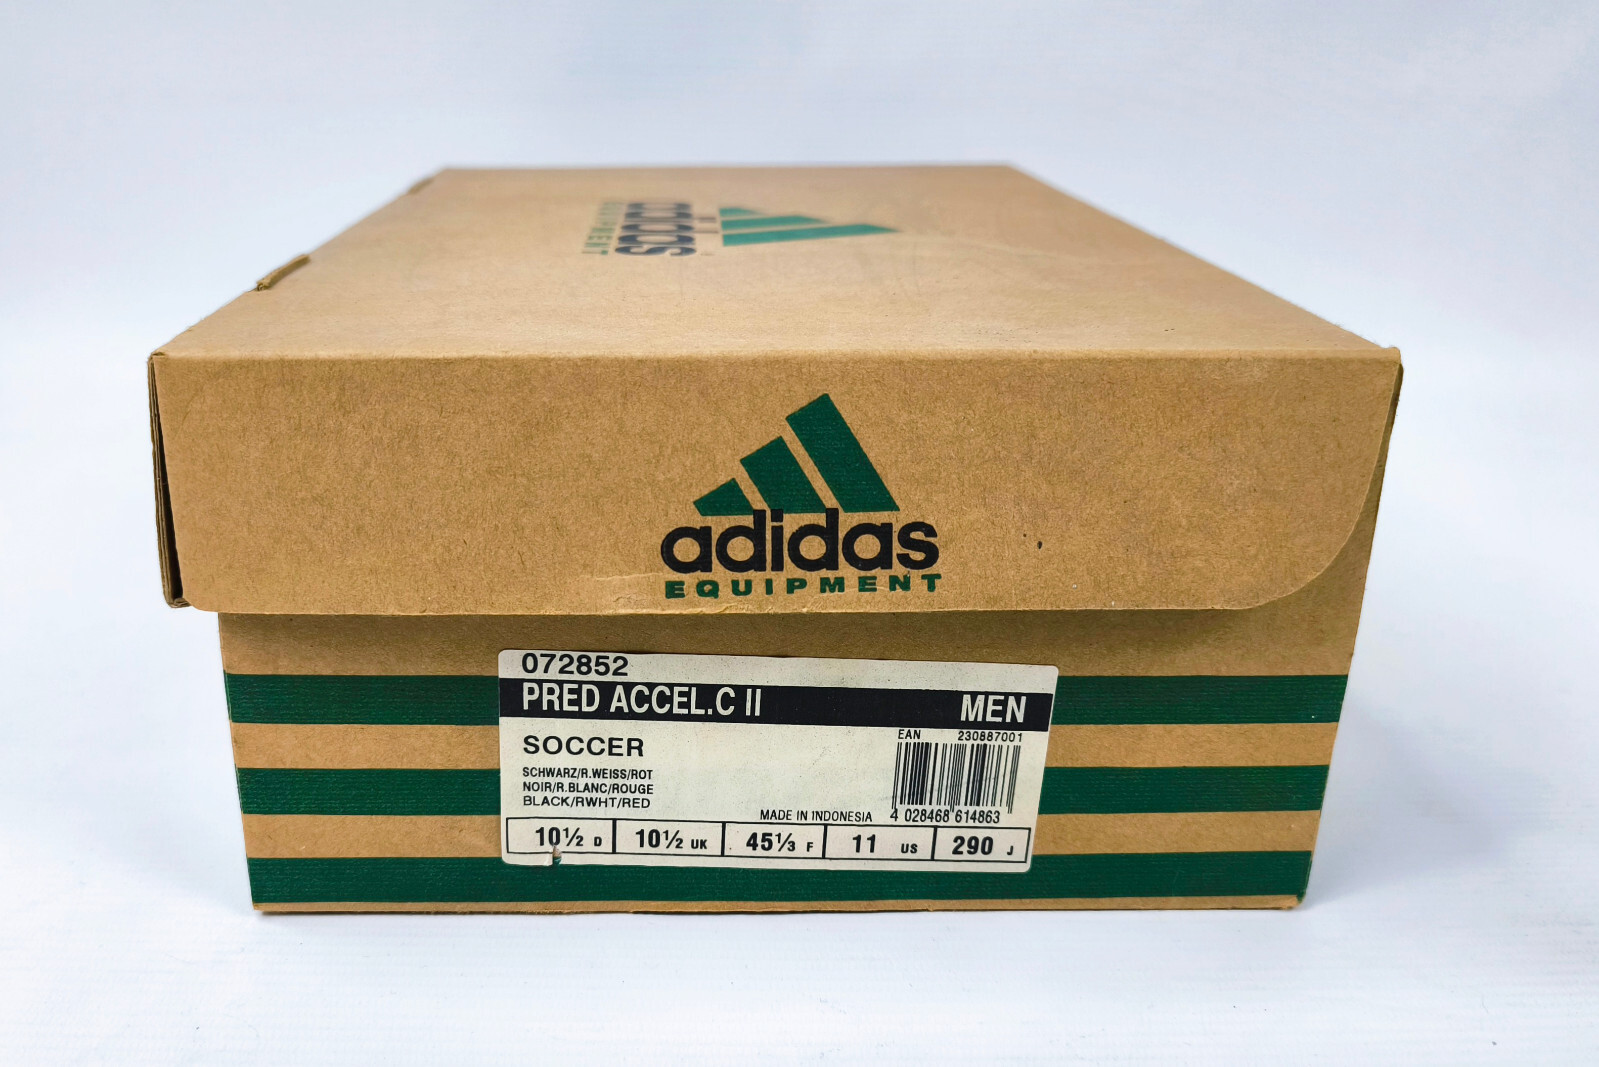 adidas
EQUIPMENT
adidas
EQUIPMENT
072852
PRED ACCEL.C II MEN
SOCCER
EAN 230887001
SCHWARZ/R.WEISS/ROT
NOIR/R.BLANC/ROUGE
BLACK/RWHT/RED
MADE IN INDONESIA 4 028468 614863
10½ D 10½ UK 45⅓ F 11 US 290 J